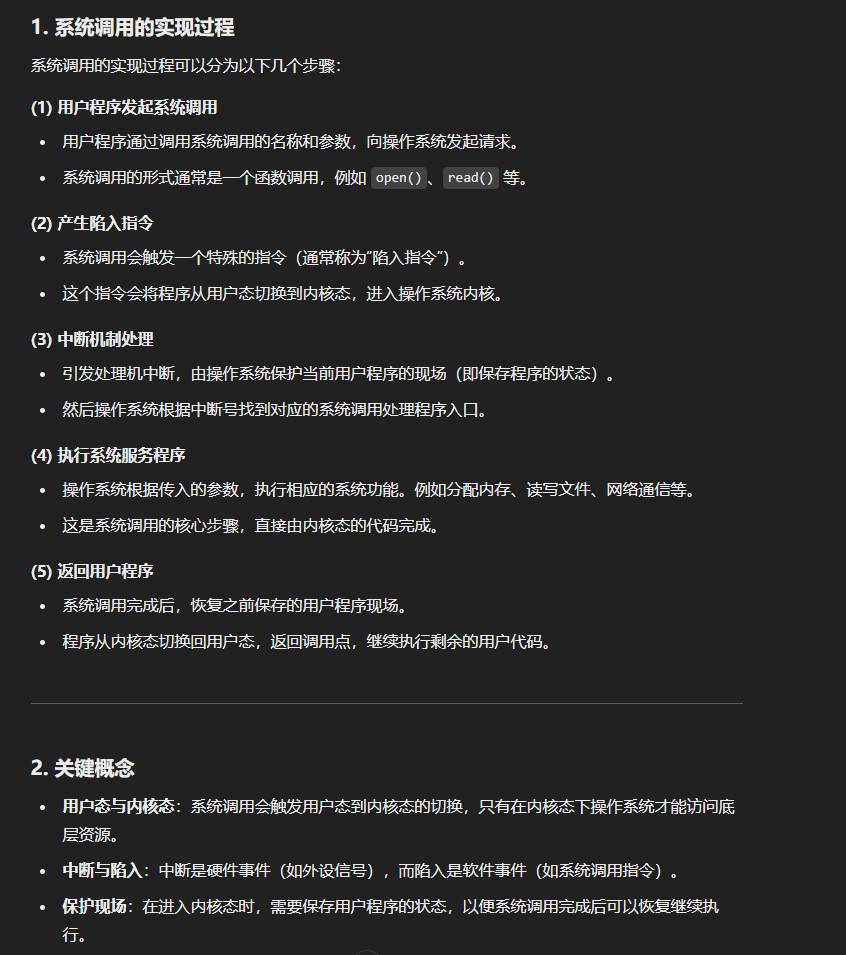 1. 系统调用的实现过程
系统调用的实现过程可以分为以下几个步骤：
(1) 用户程序发起系统调用
• 用户程序通过调用系统调用的名称和参数，向操作系统发起请求。
• 系统调用的形式通常是一个函数调用，例如 open()、read() 等。
(2) 产生陷入指令
• 系统调用会触发一个特殊的指令（通常称为“陷入指令”）。
• 这个指令会将程序从用户态切换到内核态，进入操作系统内核。
(3) 中断机制处理
• 引发处理机中断，由操作系统保护当前用户程序的现场（即保存程序的状态）。
• 然后操作系统根据中断号找到对应的系统调用处理程序入口。
(4) 执行系统服务程序
• 操作系统根据传入的参数，执行相应的系统功能。例如分配内存、读写文件、网络通信等。
• 这是系统调用的核心步骤，直接由内核态的代码完成。
(5) 返回用户程序
• 系统调用完成后，恢复之前保存的用户程序现场。
• 程序从内核态切换回用户态，返回调用点，继续执行剩余的用户代码。
2. 关键概念
• 用户态与内核态：系统调用会触发用户态到内核态的切换，只有在内核态下操作系统才能访问底
层资源。
• 中断与陷入：中断是硬件事件（如外设信号），而陷入是软件事件（如系统调用指令）。
• 保护现场：在进入内核态时，需要保存用户程序的状态，以便系统调用完成后可以恢复继续执
行。